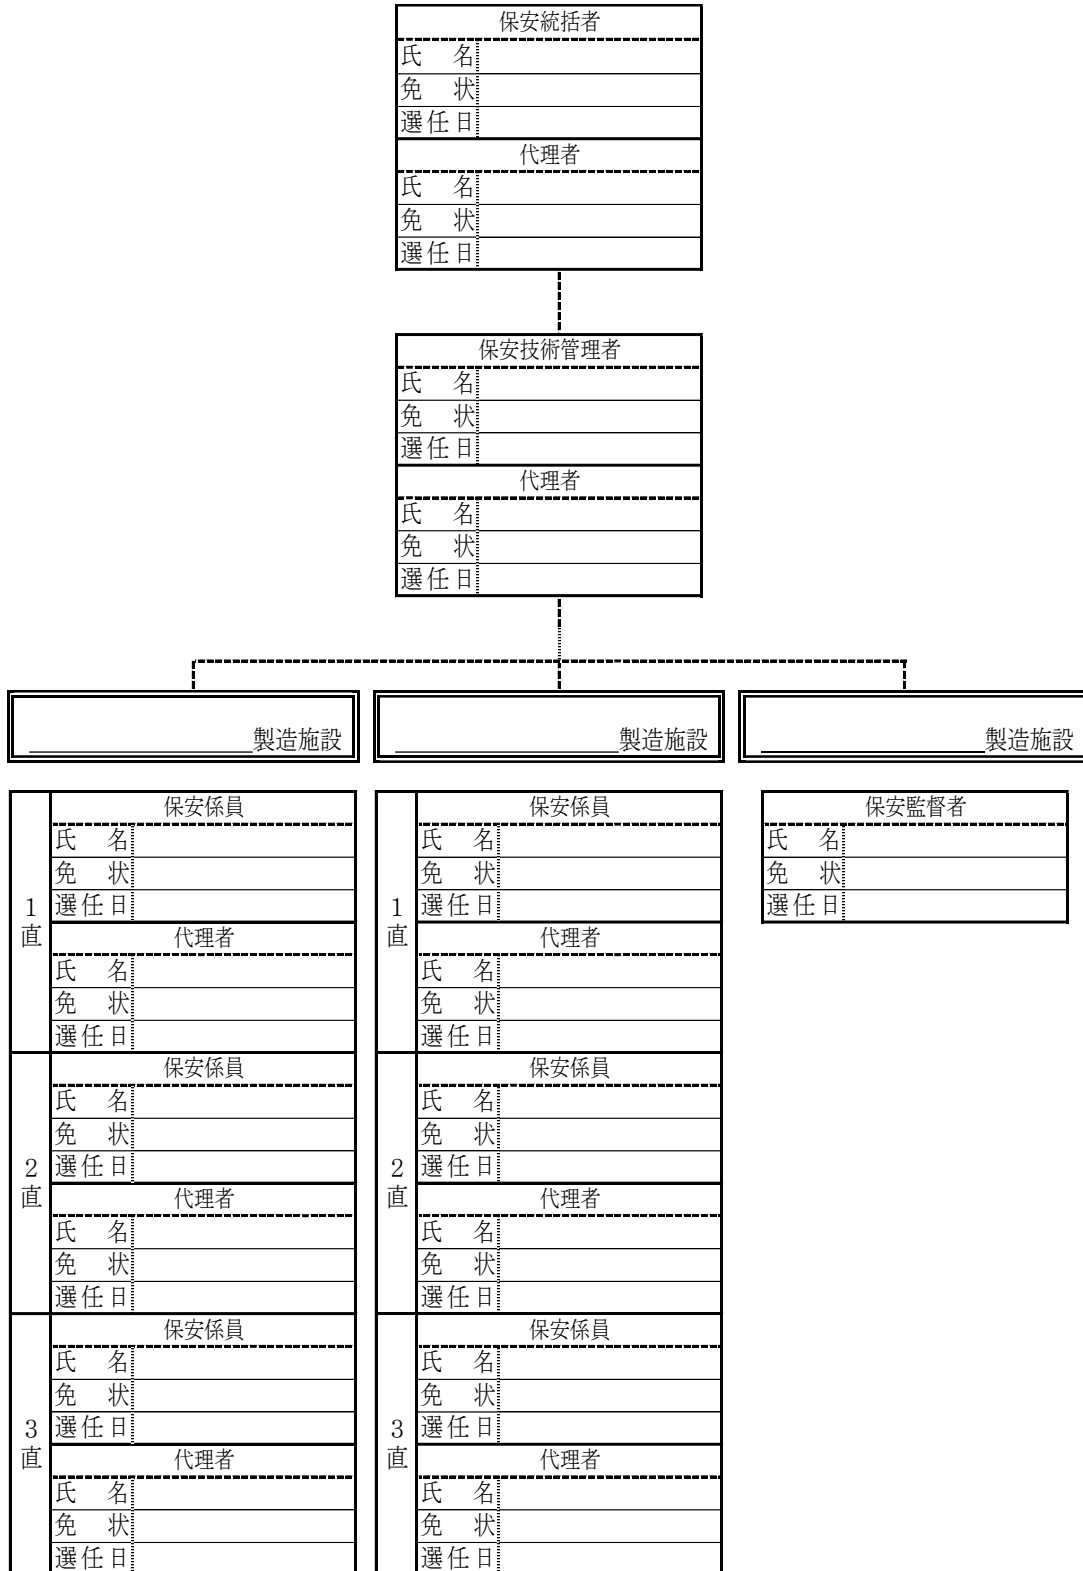 保安統括者
氏 名
免 状
選任日
代理者
氏 名
免 状
選任日
保安技術管理者
氏 名
免 状
選任日
代理者
氏 名
免 状
選任日
製造施設
製造施設
製造施設
1直
保安係員
氏 名
免 状
選任日
代理者
氏 名
免 状
選任日
2直
保安係員
氏 名
免 状
選任日
代理者
氏 名
免 状
選任日
3直
保安係員
氏 名
免 状
選任日
代理者
氏 名
免 状
選任日
1直
保安係員
氏 名
免 状
選任日
代理者
氏 名
免 状
選任日
2直
保安係員
氏 名
免 状
選任日
代理者
氏 名
免 状
選任日
3直
保安係員
氏 名
免 状
選任日
代理者
氏 名
免 状
選任日
保安監督者
氏 名
免 状
選任日